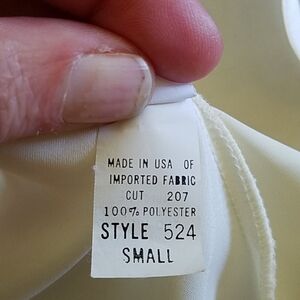 MADE IN USA OF
IMPORTED FABRIC
CUT 207
100% POLYESTER
STYLE 524
SMALL